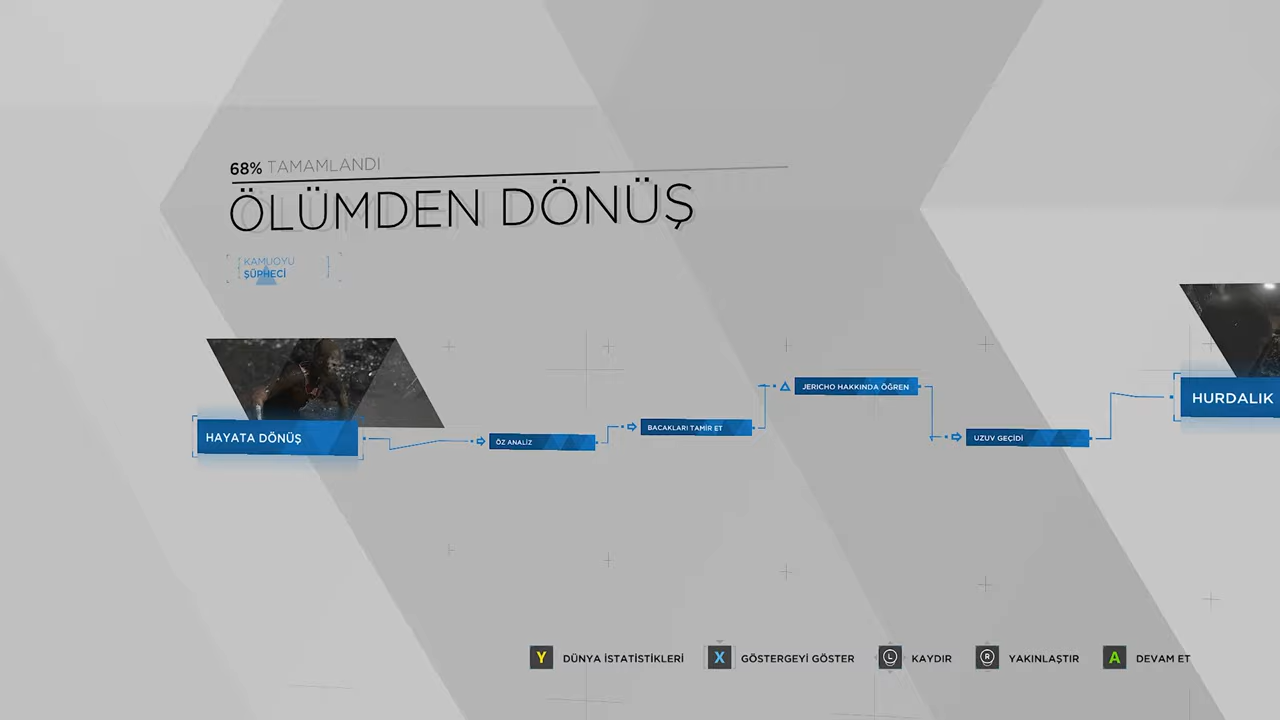 68% TAMAMLANDI
ÖLÜMDEN DÖNÜŞ
KAMUOYU
ŞÜPHECİ
HAYATA DÖNÜŞ
ÖZ ANALİZ
BACAKLARI TAMİR ET
JERICHO HAKKINDA ÖĞREN
UZUV GEÇİDİ
HURDALIK
Y DÜNYA İSTATİSTİKLERİ X GÖSTERGEYİ GÖSTER L KAYDIR R YAKINLAŞTIR A DEVAM ET